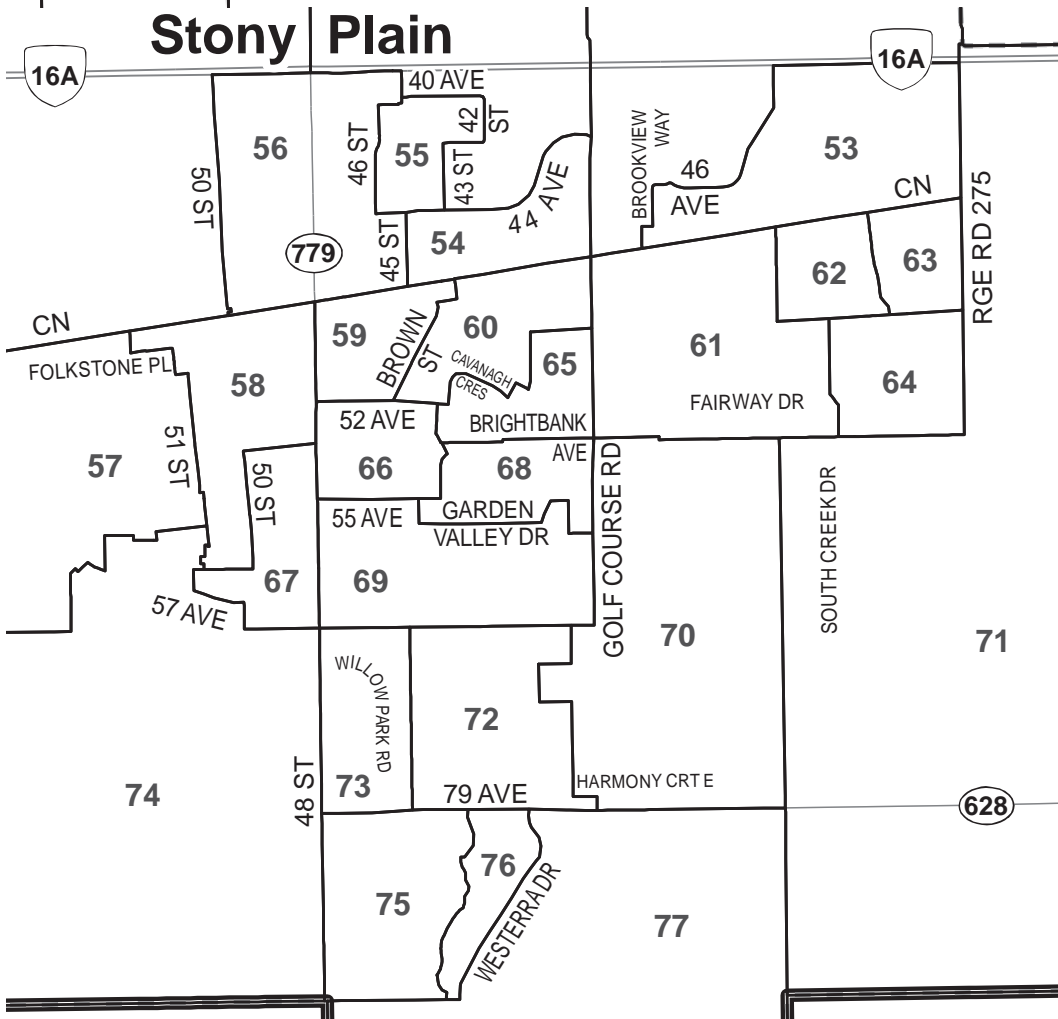 Stony Plain
16A
16A
40 AVE
42
ST
56
46 ST
55
43 ST
50 ST
44 AVE
BROOKVIEW
WAY
46
AVE
53
CN
RGE RD 275
779
45 ST
54
62
63
CN
59
BROWN
ST
60
CAVANAGH
CRES
65
61
FOLKSTONE PL
58
64
FAIRWAY DR
52 AVE
BRIGHTBANK
AVE
57
51 ST
50 ST
66
68
GARDEN
VALLEY DR
55 AVE
GOLF COURSE RD
SOUTH CREEK DR
67
69
57 AVE
70
71
WILLOW PARK RD
72
73
74
48 ST
79 AVE
HARMONY CRT E
628
75
76
WESTERRA DR
77